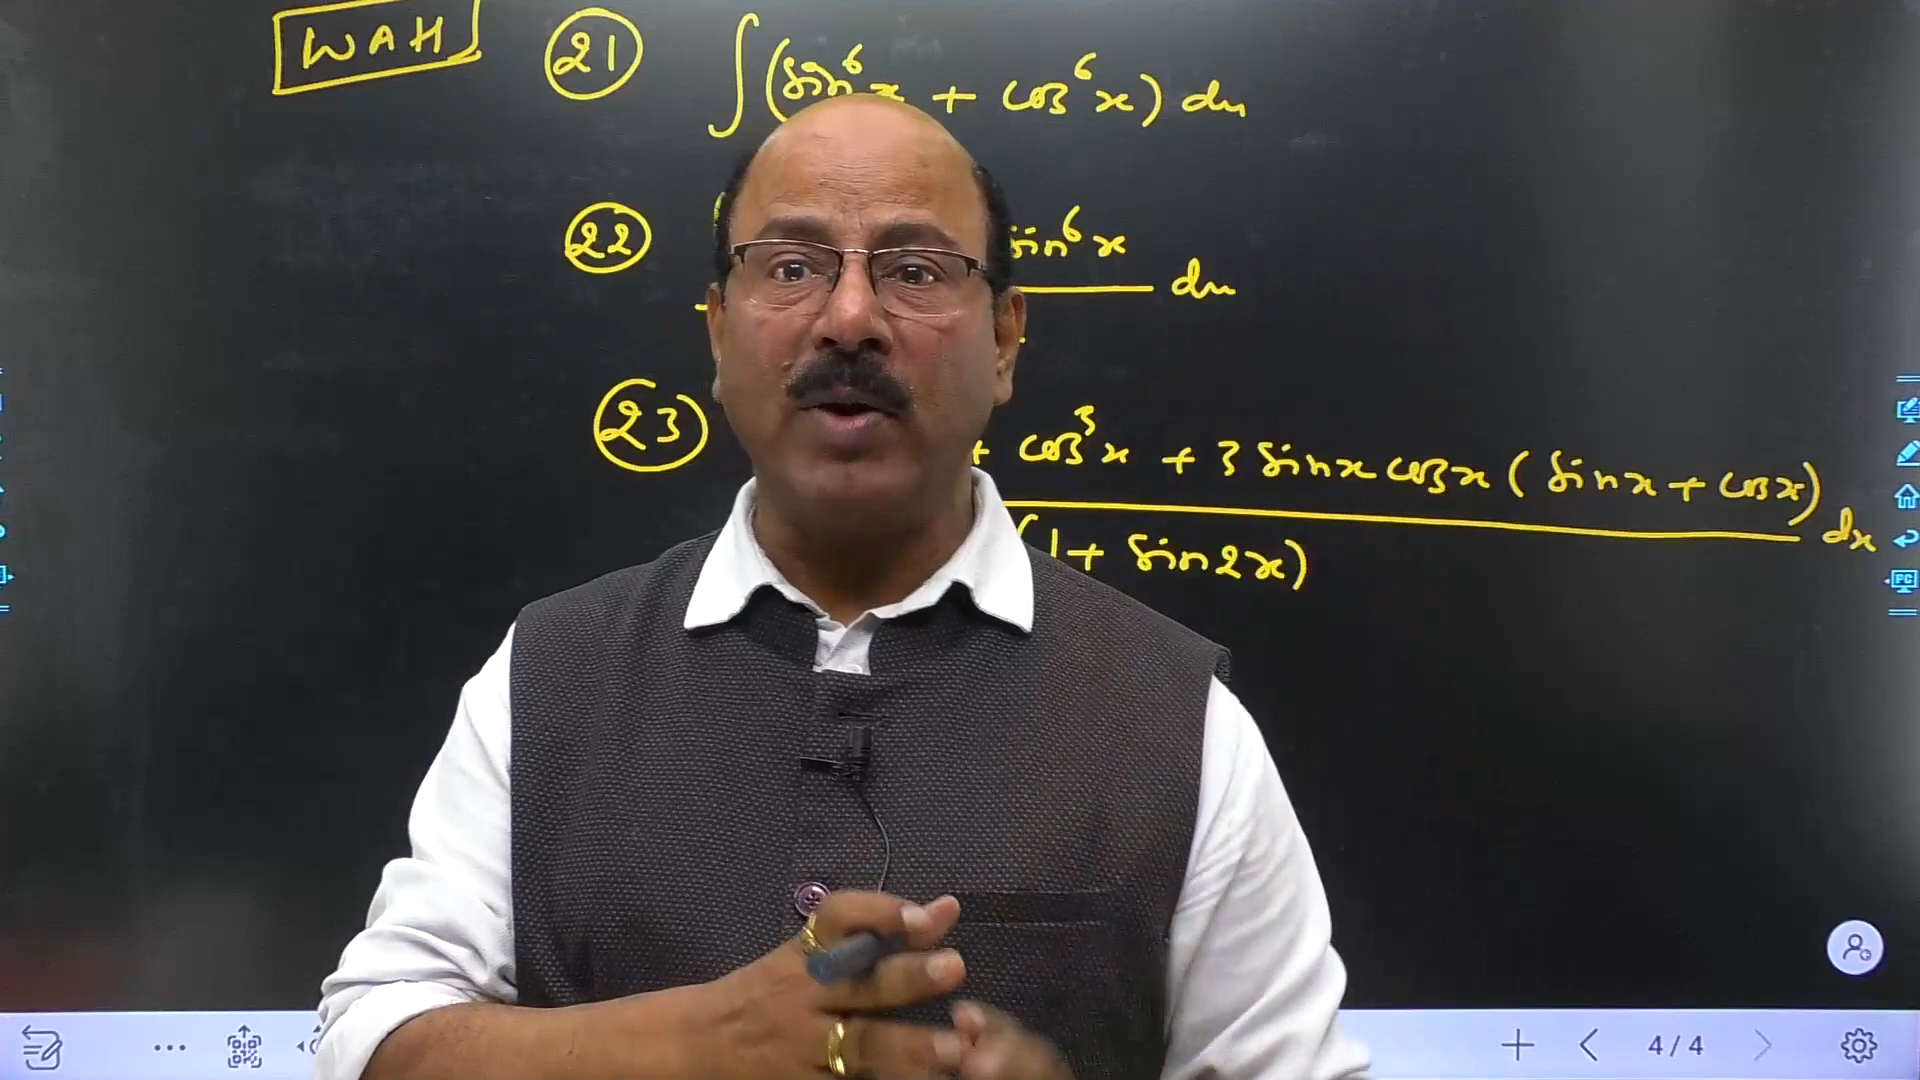 WAH
21 ∫(sin⁶x + cos⁶x) dx
22 sin⁶x dx
23 + cos³x + 3 sinx cosx (sinx + cosx) dx
(1 + sin2x)
PC
4/4